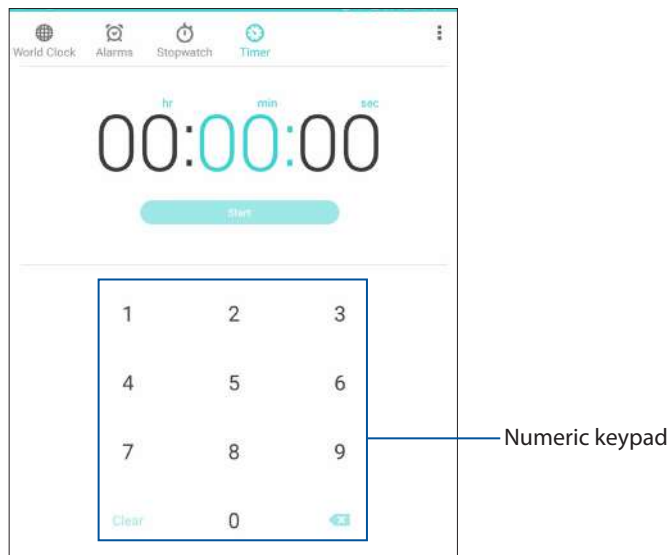 World Clock Alarms Stopwatch Timer
hr min sec
00:00:00
Start
1 2 3
4 5 6
7 8 9
Numeric keypad
Clear 0